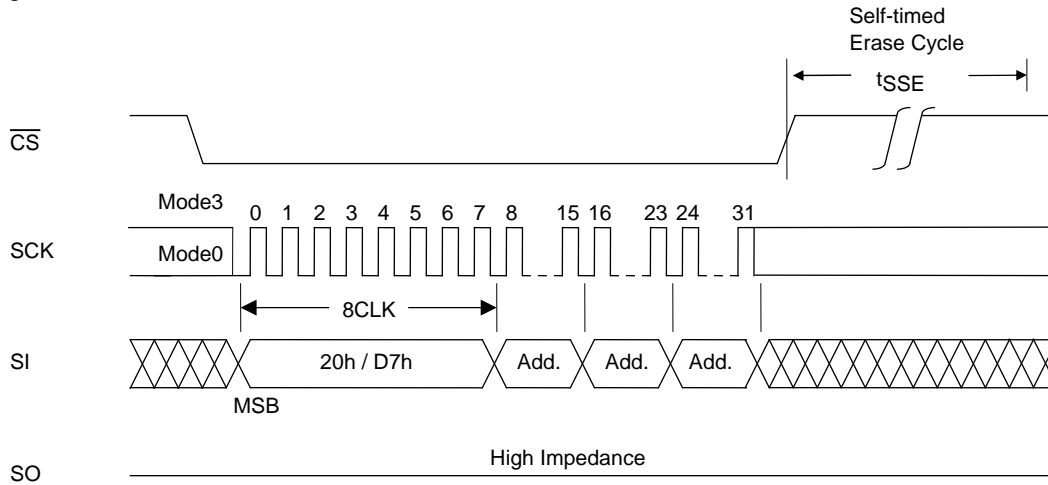 Self-timed
Erase Cycle
tSSE
CS
Mode3
0 1 2 3 4 5 6 7 8 15 16 23 24 31
SCK
Mode0
8CLK
SI
20h / D7h
Add.
Add.
Add.
MSB
High Impedance
SO